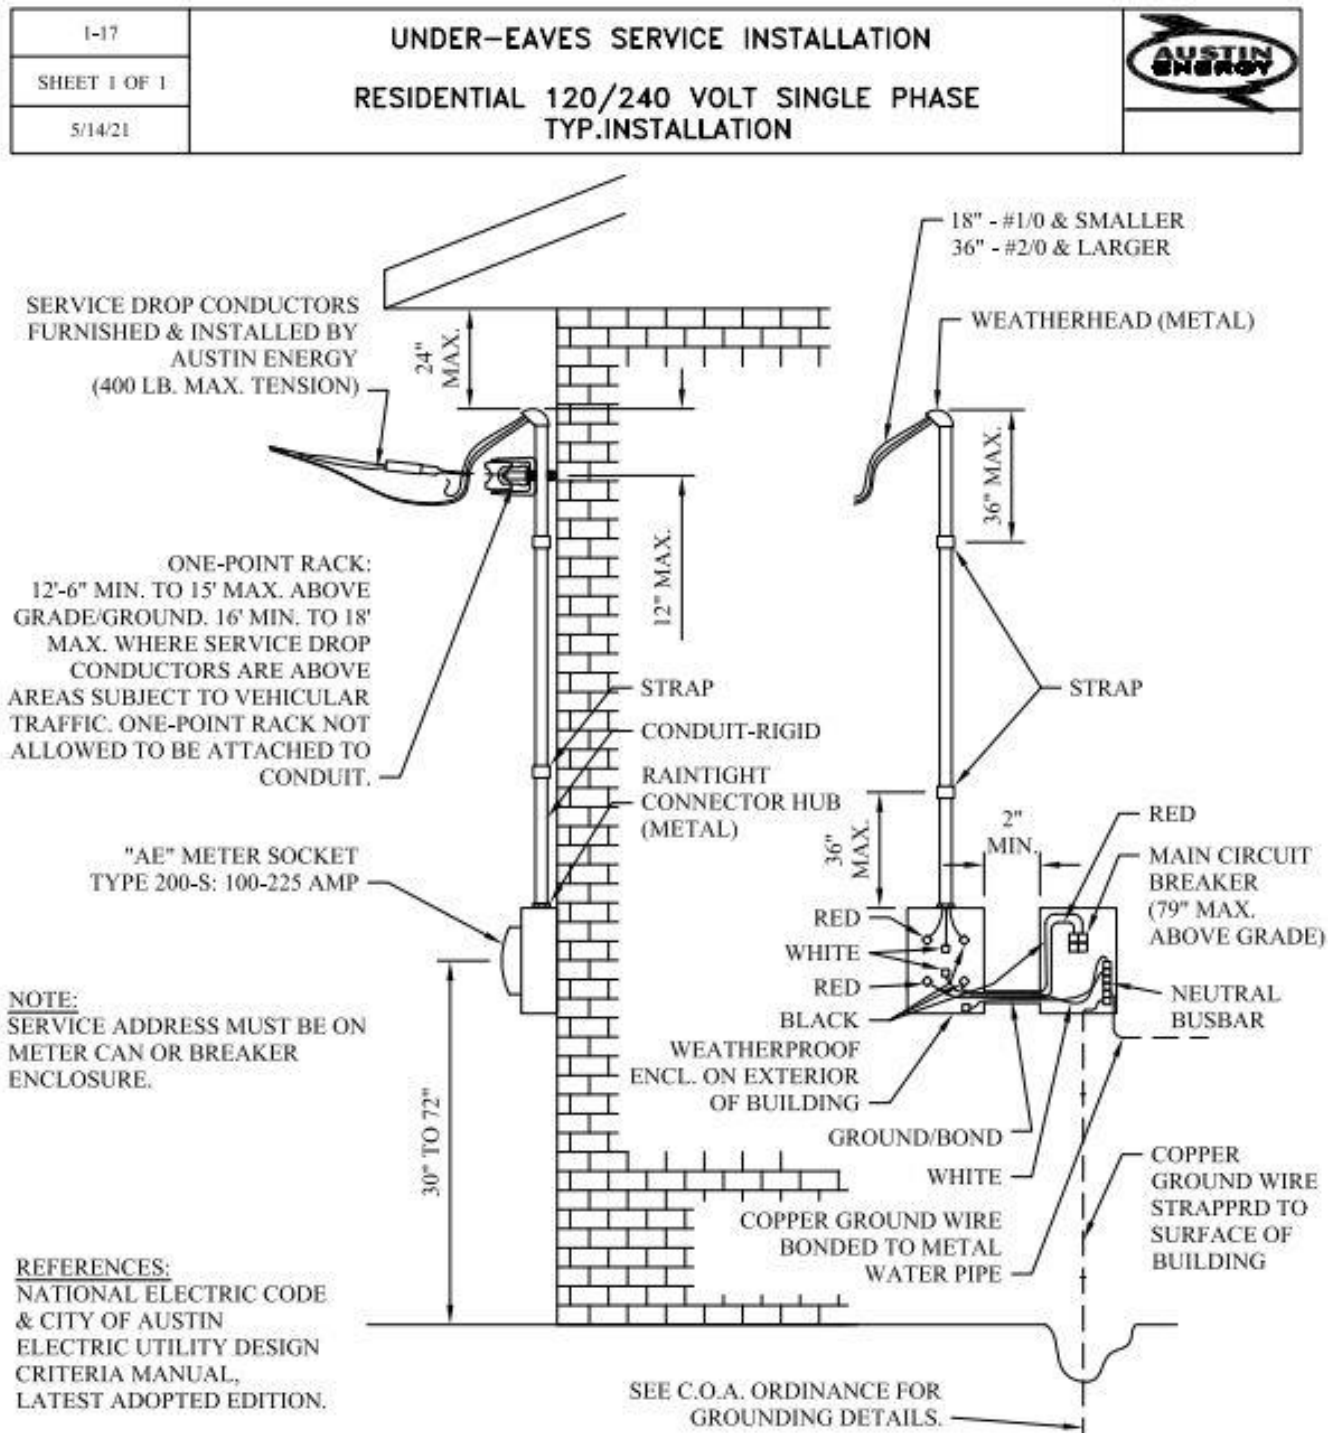 1-17
SHEET 1 OF 1
5/14/21
UNDER-EAVES SERVICE INSTALLATION
RESIDENTIAL 120/240 VOLT SINGLE PHASE
TYP.INSTALLATION
AUSTIN
ENERGY
SERVICE DROP CONDUCTORS
FURNISHED & INSTALLED BY
AUSTIN ENERGY
(400 LB. MAX. TENSION)
24"
MAX.
18" - #1/0 & SMALLER
36" - #2/0 & LARGER
WEATHERHEAD (METAL)
36" MAX.
12" MAX.
ONE-POINT RACK:
12'-6" MIN. TO 15' MAX. ABOVE
GRADE/GROUND. 16' MIN. TO 18'
MAX. WHERE SERVICE DROP
CONDUCTORS ARE ABOVE
AREAS SUBJECT TO VEHICULAR
TRAFFIC. ONE-POINT RACK NOT
ALLOWED TO BE ATTACHED TO
CONDUIT.
STRAP
CONDUIT-RIGID
RAINTIGHT
CONNECTOR HUB
(METAL)
STRAP
36"
MAX.
2"
MIN.
RED
MAIN CIRCUIT
BREAKER
(79" MAX.
ABOVE GRADE)
"AE" METER SOCKET
TYPE 200-S: 100-225 AMP
RED
WHITE
RED
BLACK
NEUTRAL
BUSBAR
WEATHERPROOF
ENCL. ON EXTERIOR
OF BUILDING
GROUND/BOND
WHITE
COPPER GROUND WIRE
BONDED TO METAL
WATER PIPE
COPPER
GROUND WIRE
STRAPPRD TO
SURFACE OF
BUILDING
NOTE:
SERVICE ADDRESS MUST BE ON
METER CAN OR BREAKER
ENCLOSURE.
30" TO 72"
REFERENCES:
NATIONAL ELECTRIC CODE
& CITY OF AUSTIN
ELECTRIC UTILITY DESIGN
CRITERIA MANUAL,
LATEST ADOPTED EDITION.
SEE C.O.A. ORDINANCE FOR
GROUNDING DETAILS.